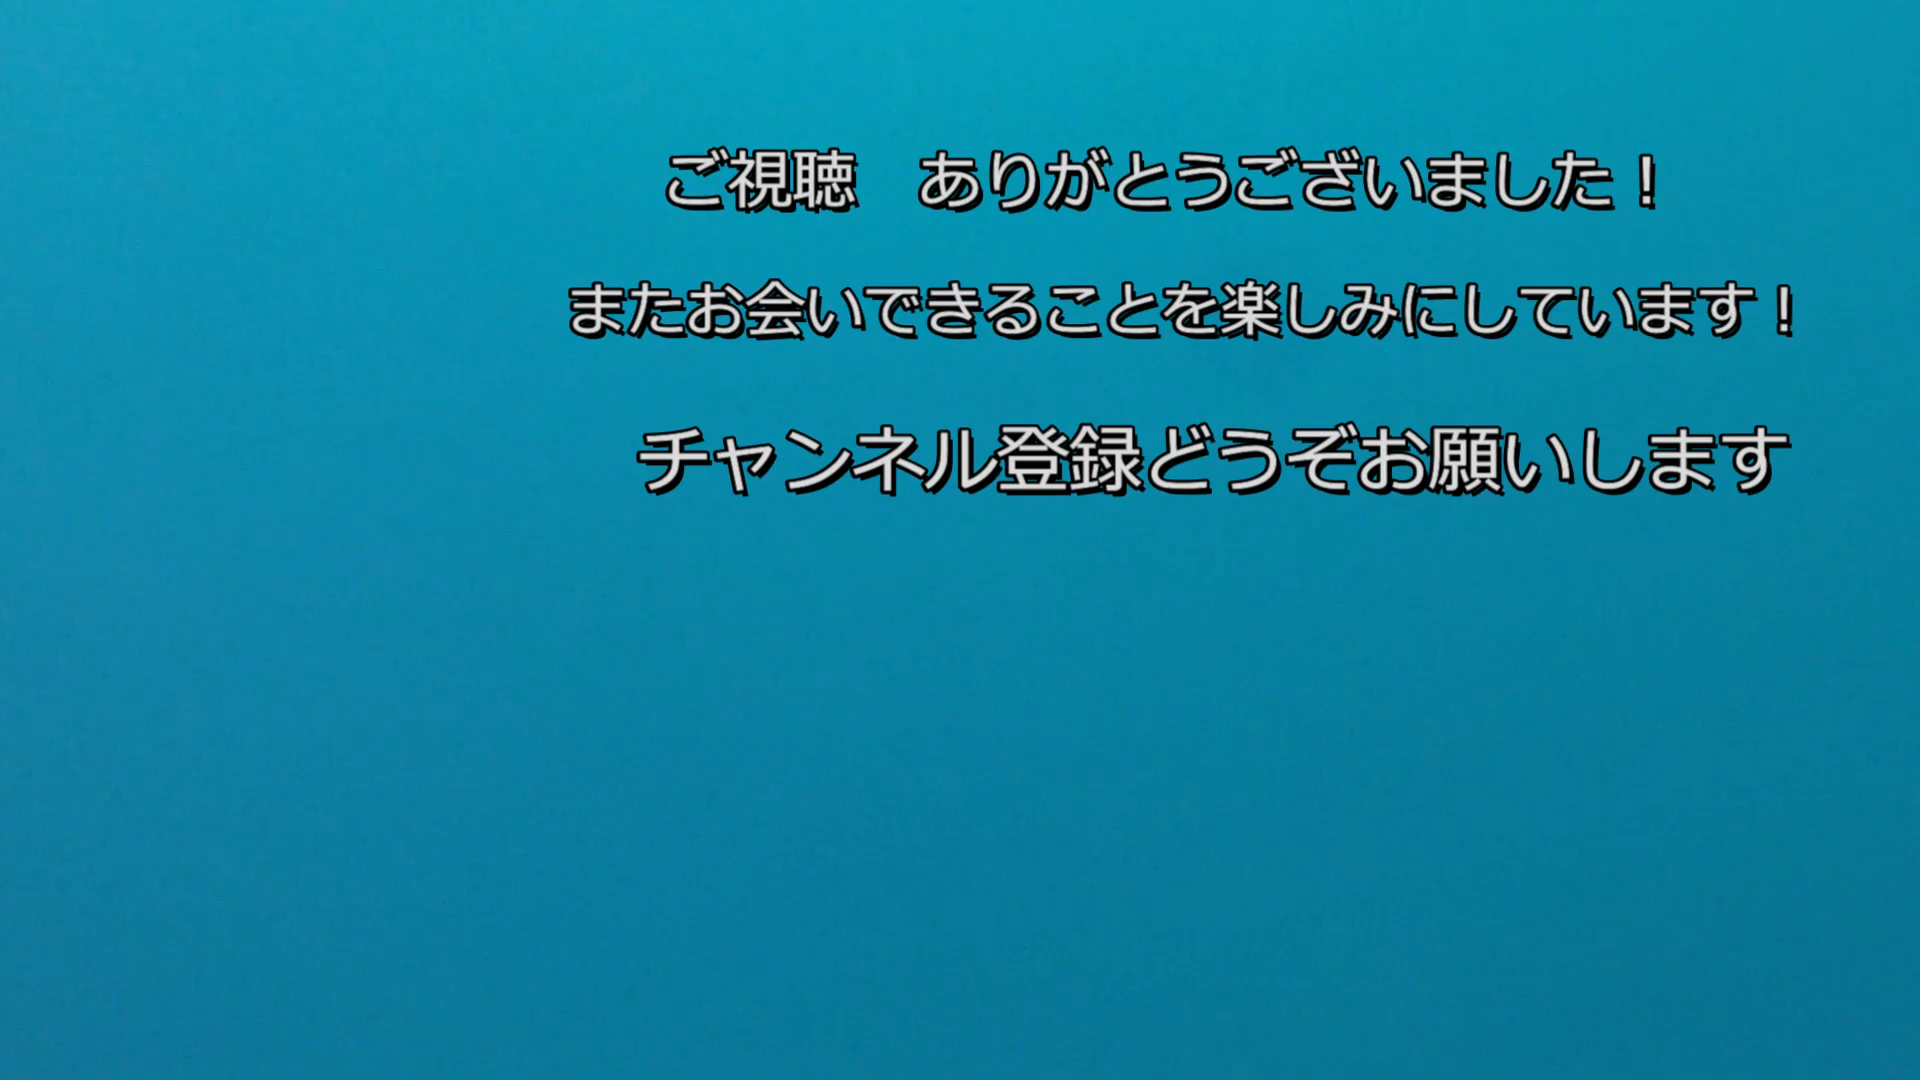 ご視聴　ありがとうございました！
またお会いできることを楽しみにしています！
チャンネル登録どうぞお願いします